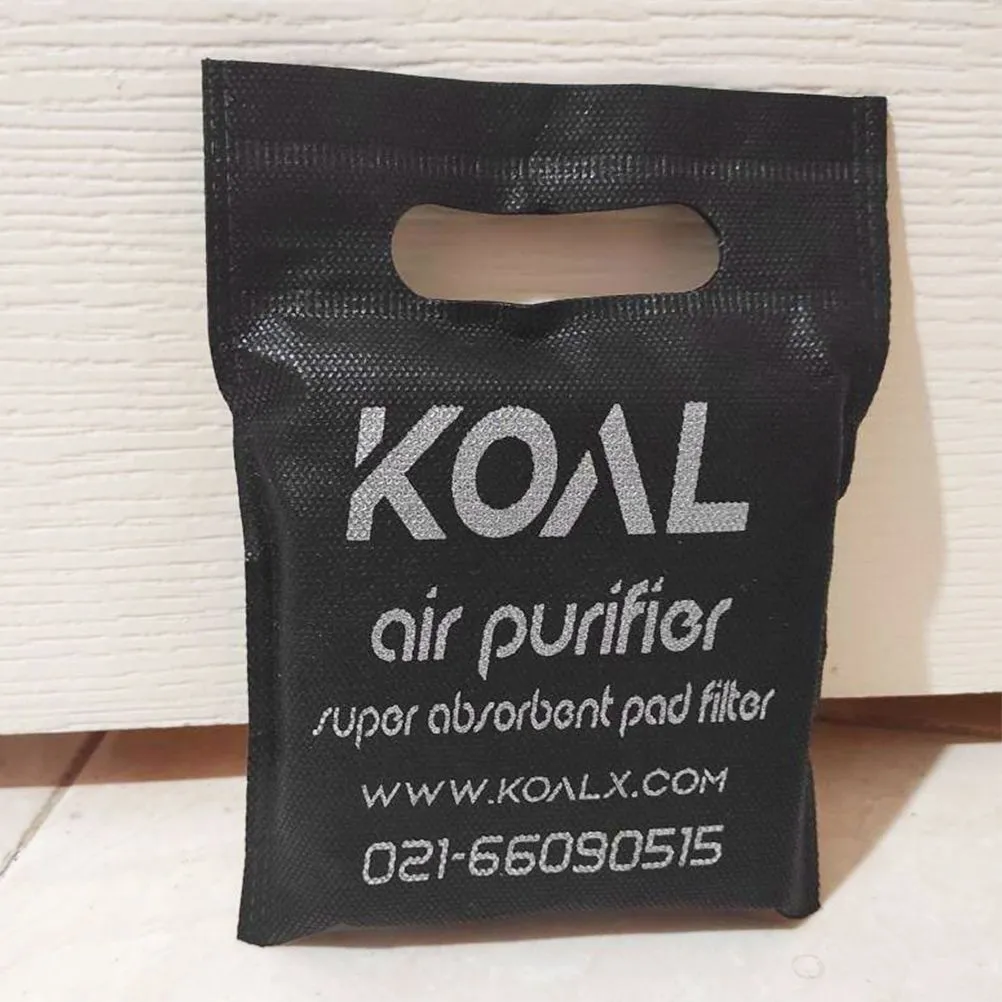 KOAL
air purifier
super absorbent pad filter
WWW.KOALX.COM
021-66090515